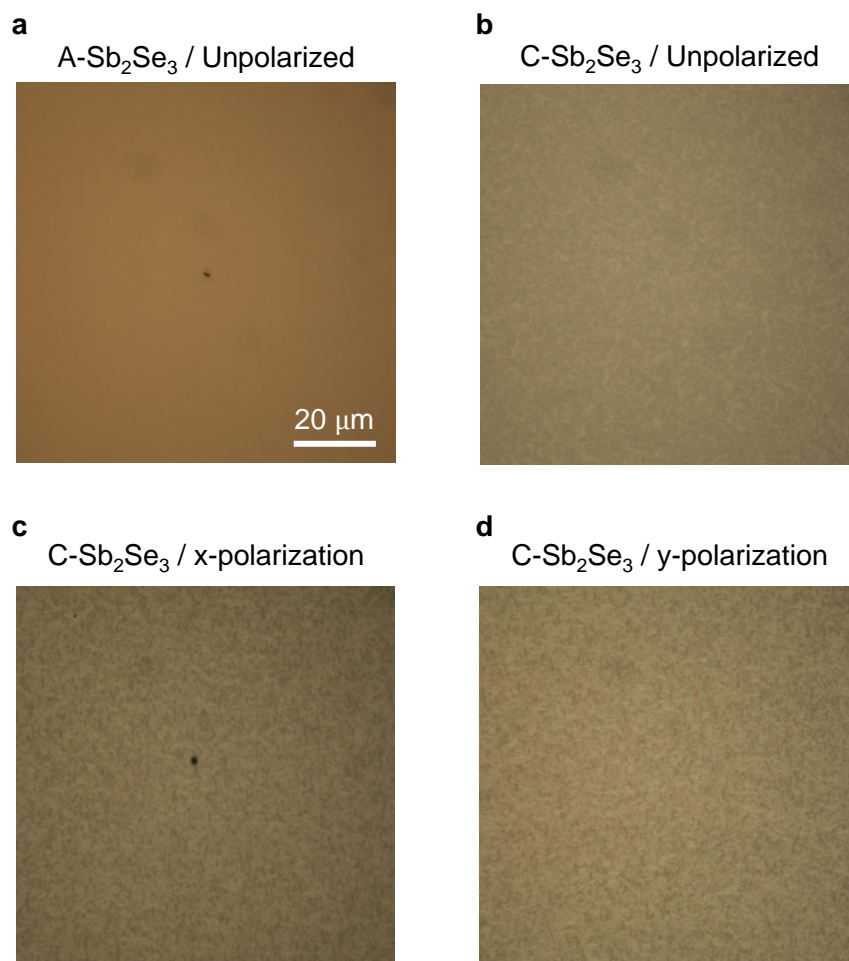 a
A-Sb₂Se₃ / Unpolarized
b
C-Sb₂Se₃ / Unpolarized
20 μm
c
C-Sb₂Se₃ / x-polarization
d
C-Sb₂Se₃ / y-polarization